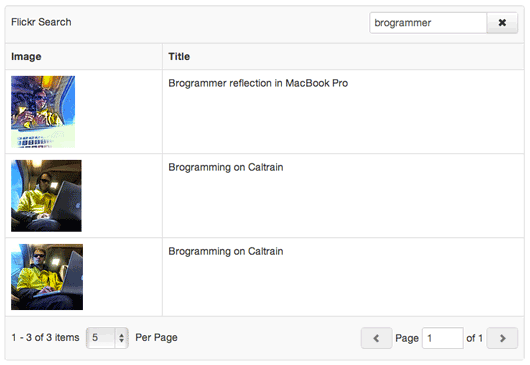 Flickr Search brogrammer
Image Title
Brogrammer reflection in MacBook Pro
Brogramming on Caltrain
Brogramming on Caltrain
1 - 3 of 3 items 5 Per Page Page 1 of 1